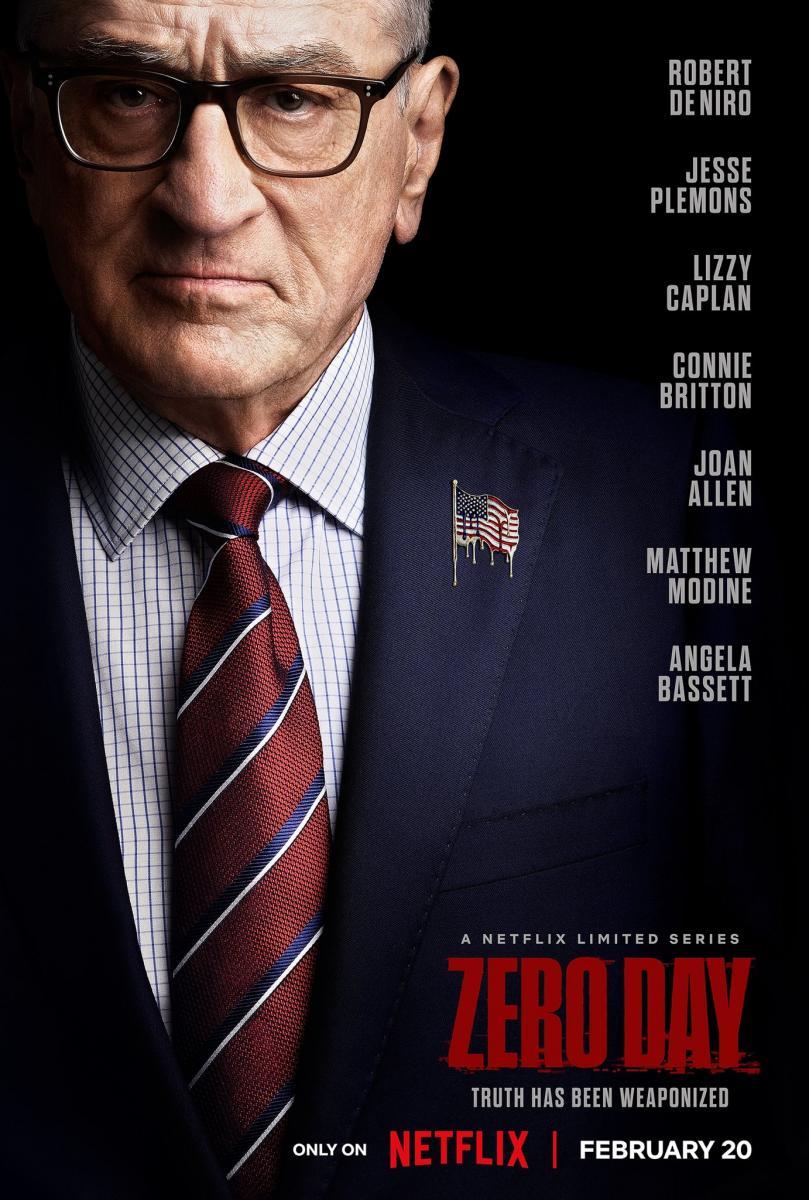 ROBERT
DE NIRO
JESSE
PLEMONS
LIZZY
CAPLAN
CONNIE
BRITTON
JOAN
ALLEN
MATTHEW
MODINE
ANGELA
BASSETT
A NETFLIX LIMITED SERIES
ZERO DAY
TRUTH HAS BEEN WEAPONIZED
ONLY ON NETFLIX | FEBRUARY 20